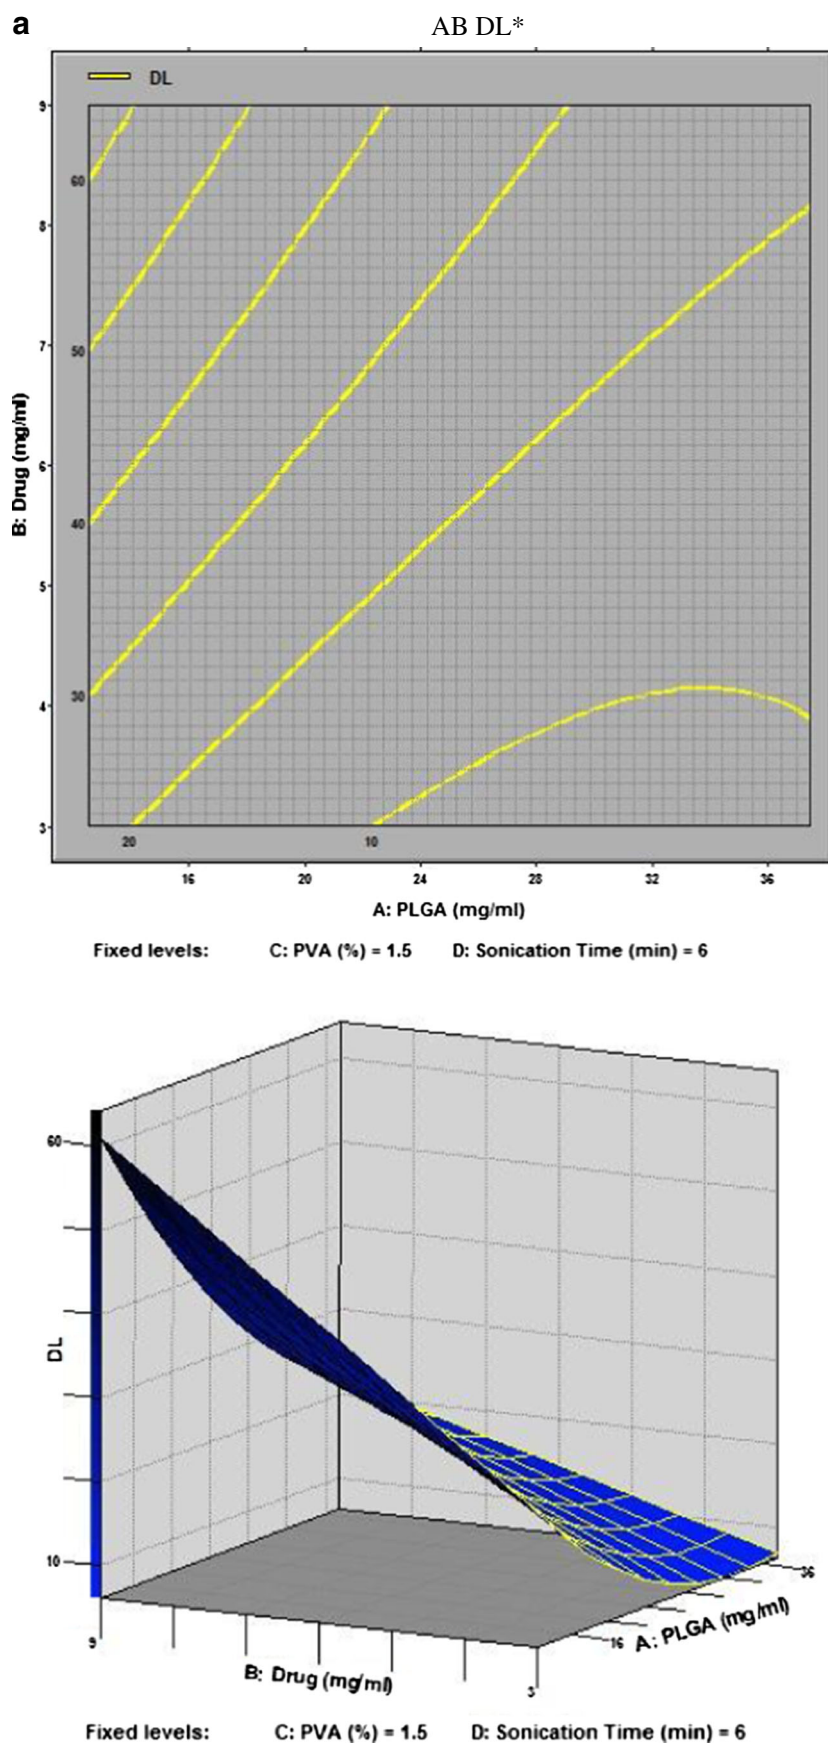 a
AB DL*
DL
9
60
8
7
50
6
40
5
30
4
3
20
10
16
20
24
28
32
36
B: Drug (mg/ml)
A: PLGA (mg/ml)
Fixed levels: C: PVA (%) = 1.5 D: Sonication Time (min) = 6
60
DL
10
36
16
A: PLGA (mg/ml)
9
B: Drug (mg/ml)
3
Fixed levels: C: PVA (%) = 1.5 D: Sonication Time (min) = 6